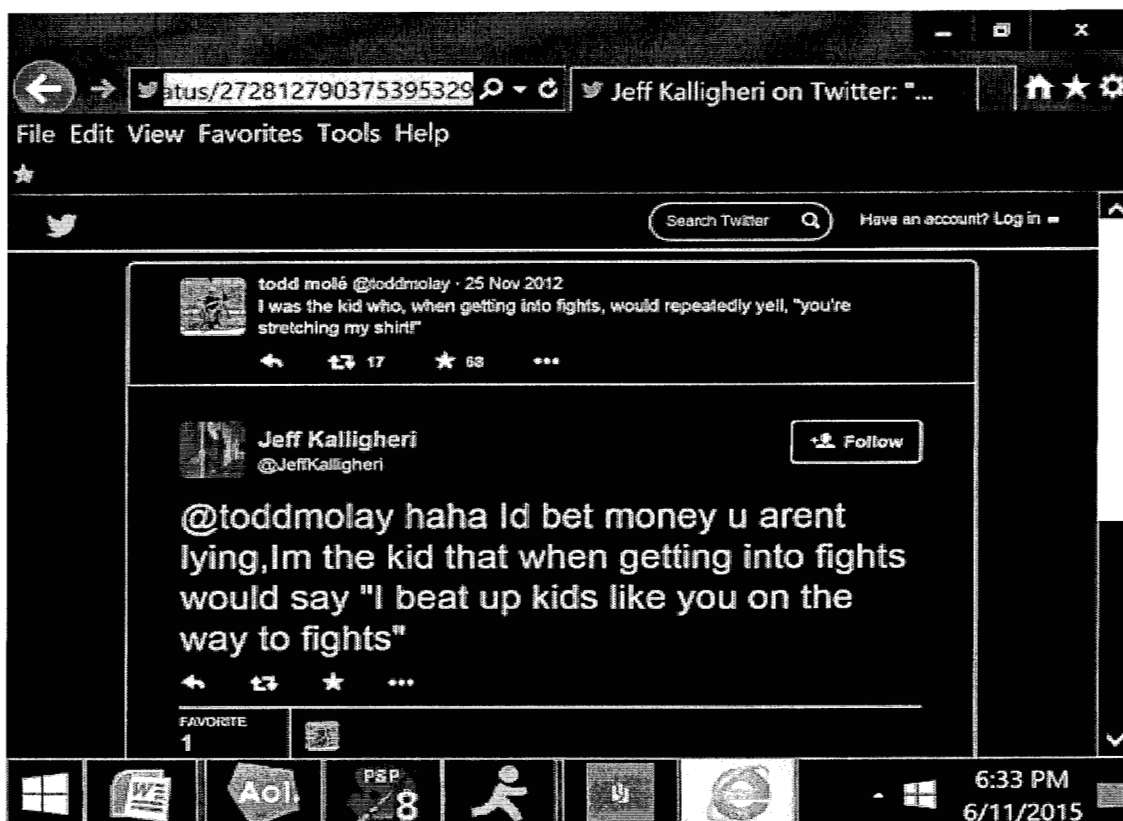 atus/272812790375395329
Jeff Kalligheri on Twitter: "...
File Edit View Favorites Tools Help
Search Twitter
Have an account? Log in
todd molé @toddmolay · 25 Nov 2012
I was the kid who, when getting into fights, would repeatedly yell, "you're
stretching my shirt!"
17
68
Jeff Kalligheri
@JeffKalligheri
Follow
@toddmolay haha Id bet money u arent
lying,Im the kid that when getting into fights
would say "I beat up kids like you on the
way to fights"
FAVORITE
1
W
Aol.
PSP
8
6:33 PM
6/11/2015